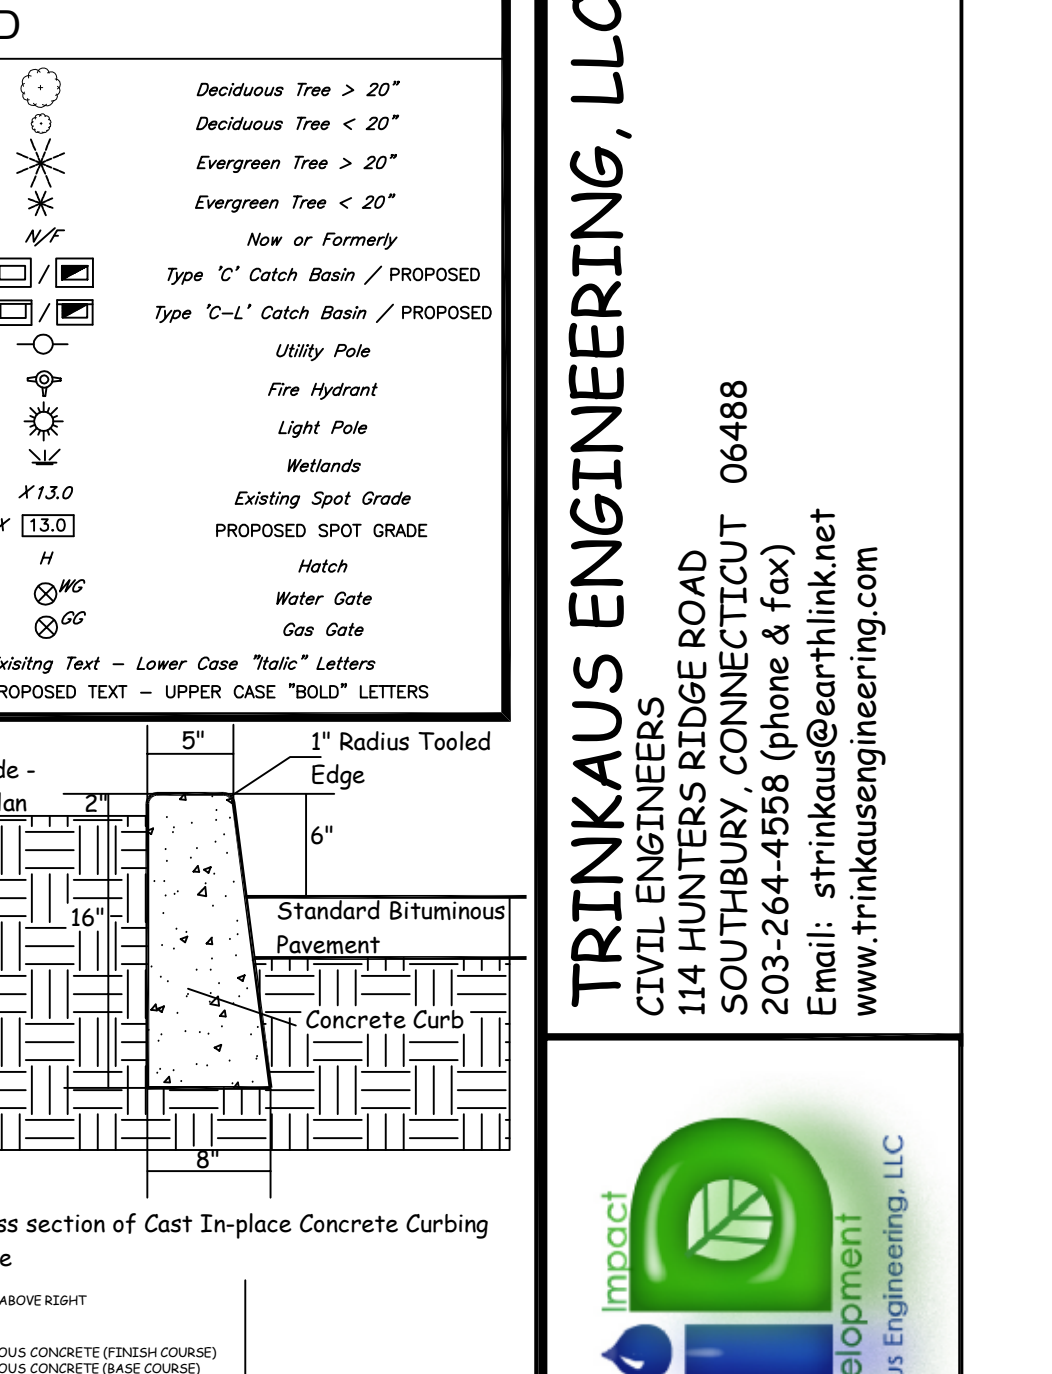 D
Deciduous Tree > 20"
Deciduous Tree < 20"
Evergreen Tree > 20"
Evergreen Tree < 20"
N/F Now or Formerly
/ Type 'C' Catch Basin / PROPOSED
/ Type 'C-L' Catch Basin / PROPOSED
Utility Pole
Fire Hydrant
Light Pole
Wetlands
X13.0 Existing Spot Grade
X 13.0 PROPOSED SPOT GRADE
H Hatch
WG Water Gate
GG Gas Gate
xisitng Text - Lower Case "Italic" Letters
ROPOSED TEXT - UPPER CASE "BOLD" LETTERS
5"
1" Radius Tooled
Edge
de -
lan
2"
6"
16"
Standard Bituminous
Pavement
Concrete Curb
8"
ss section of Cast In-place Concrete Curbing
e
ABOVE RIGHT
OUS CONCRETE (FINISH COURSE)
OUS CONCRETE (BASE COURSE)
TRINKAUS ENGINEERING, LLC
CIVIL ENGINEERS
114 HUNTERS RIDGE ROAD
SOUTHBURY, CONNECTICUT 06488
203-264-4558 (phone & fax)
Email: strinkaus@earthlink.net
www.trinkausengineering.com
Impact
elopment
us Engineering, LLC